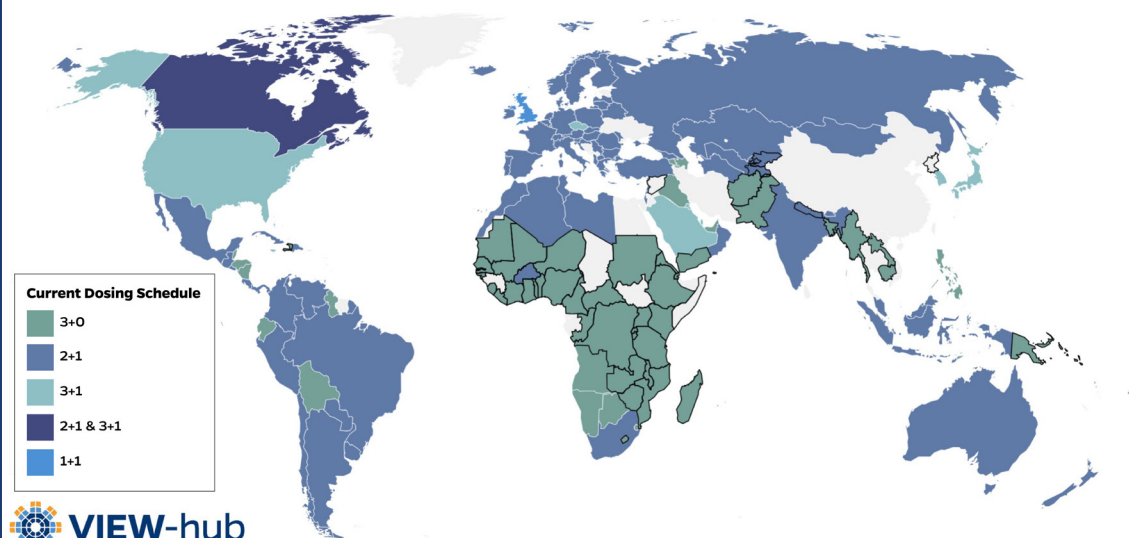 Current Dosing Schedule
3+0
2+1
3+1
2+1 & 3+1
1+1
VIEW-hub